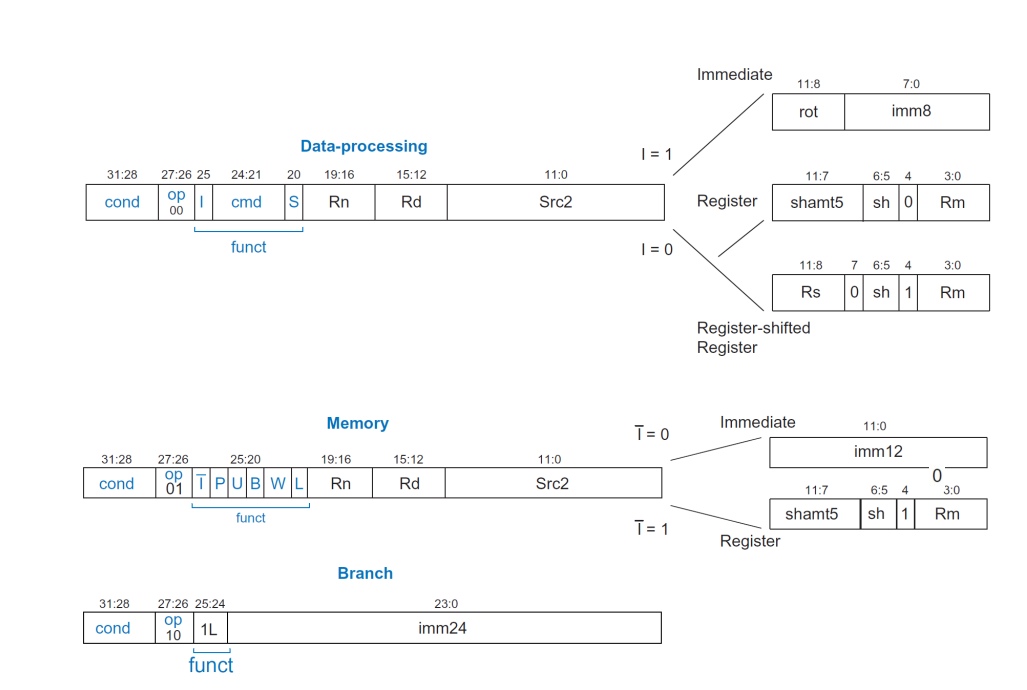 Immediate
11:8 7:0
rot imm8
Data-processing
I = 1
31:28 27:26 25 24:21 20 19:16 15:12 11:0
cond op 00 I cmd S Rn Rd Src2
funct
Register
11:7 6:5 4 3:0
shamt5 sh 0 Rm
I = 0
11:8 7 6:5 4 3:0
Rs 0 sh 1 Rm
Register-shifted
Register
Memory
I̅ = 0
Immediate
11:0
imm12
31:28 27:26 25:20 19:16 15:12 11:0
cond op 01 I̅ P U B W L Rn Rd Src2
funct
0
11:7 6:5 4 3:0
shamt5 sh 1 Rm
I̅ = 1
Register
Branch
31:28 27:26 25:24 23:0
cond op 10 1L imm24
funct